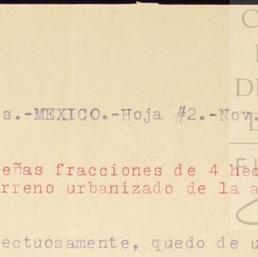 s.-MEXICO.-Hoja #2.-Nov.
eñas fracciones de 4 hec
rreno urbanizado de la a
ectuosamente, quedo de u